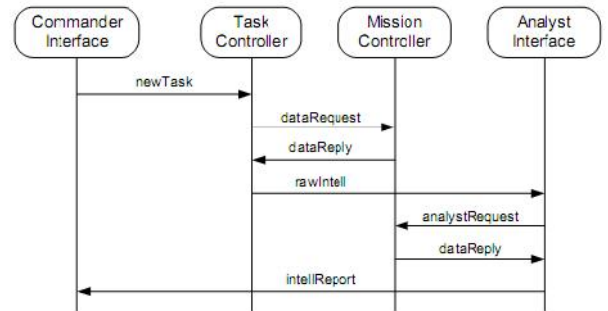 Commander
Interface
Task
Controller
Mission
Controller
Analyst
Interface
newTask
dataRequest
dataReply
rawIntell
analystRequest
dataReply
intellReport